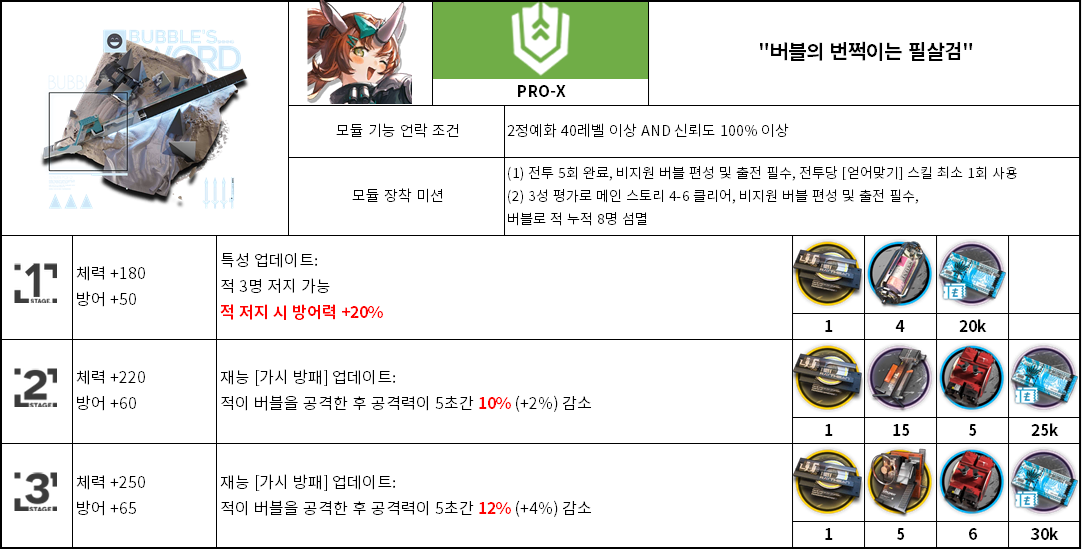 BUBBLE'S
WORD
BUBBLE
PRO-X
"버블의 번쩍이는 필살검"
모듈 기능 언락 조건
2정예화 40레벨 이상 AND 신뢰도 100% 이상
모듈 장착 미션
(1) 전투 5회 완료, 비지원 버블 편성 및 출전 필수, 전투당 [얻어맞기] 스킬 최소 1회 사용
(2) 3성 평가로 메인 스토리 4-6 클리어, 비지원 버블 편성 및 출전 필수,
버블로 적 누적 8명 섬멸
1
STAGE
체력 +180
방어 +50
특성 업데이트:
적 3명 저지 가능
적 저지 시 방어력 +20%
1 4 20k
2
STAGE
체력 +220
방어 +60
재능 [가시 방패] 업데이트:
적이 버블을 공격한 후 공격력이 5초간 10% (+2%) 감소
1 15 5 25k
3
STAGE
체력 +250
방어 +65
재능 [가시 방패] 업데이트:
적이 버블을 공격한 후 공격력이 5초간 12% (+4%) 감소
1 5 6 30k